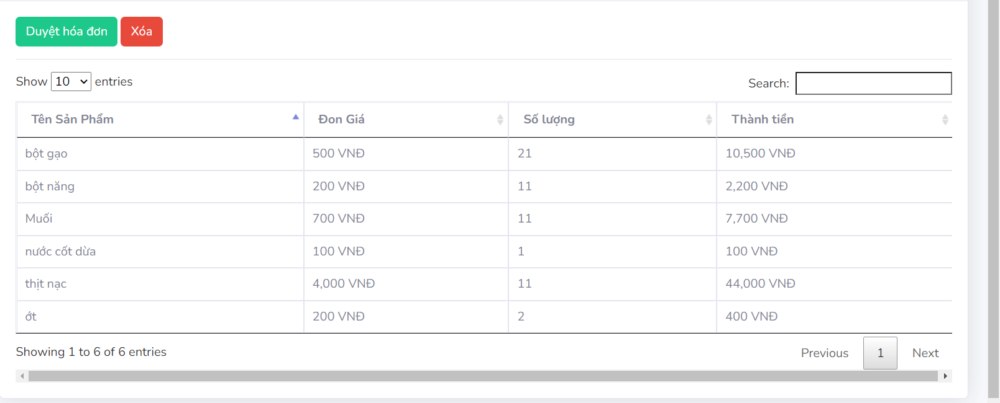 Duyệt hóa đơn Xóa
Show 10 entries Search:
Tên Sản Phẩm Đon Giá Số lượng Thành tiền
bột gạo 500 VNĐ 21 10,500 VNĐ
bột năng 200 VNĐ 11 2,200 VNĐ
Muối 700 VNĐ 11 7,700 VNĐ
nước cốt dừa 100 VNĐ 1 100 VNĐ
thịt nạc 4,000 VNĐ 11 44,000 VNĐ
ớt 200 VNĐ 2 400 VNĐ
Showing 1 to 6 of 6 entries Previous 1 Next